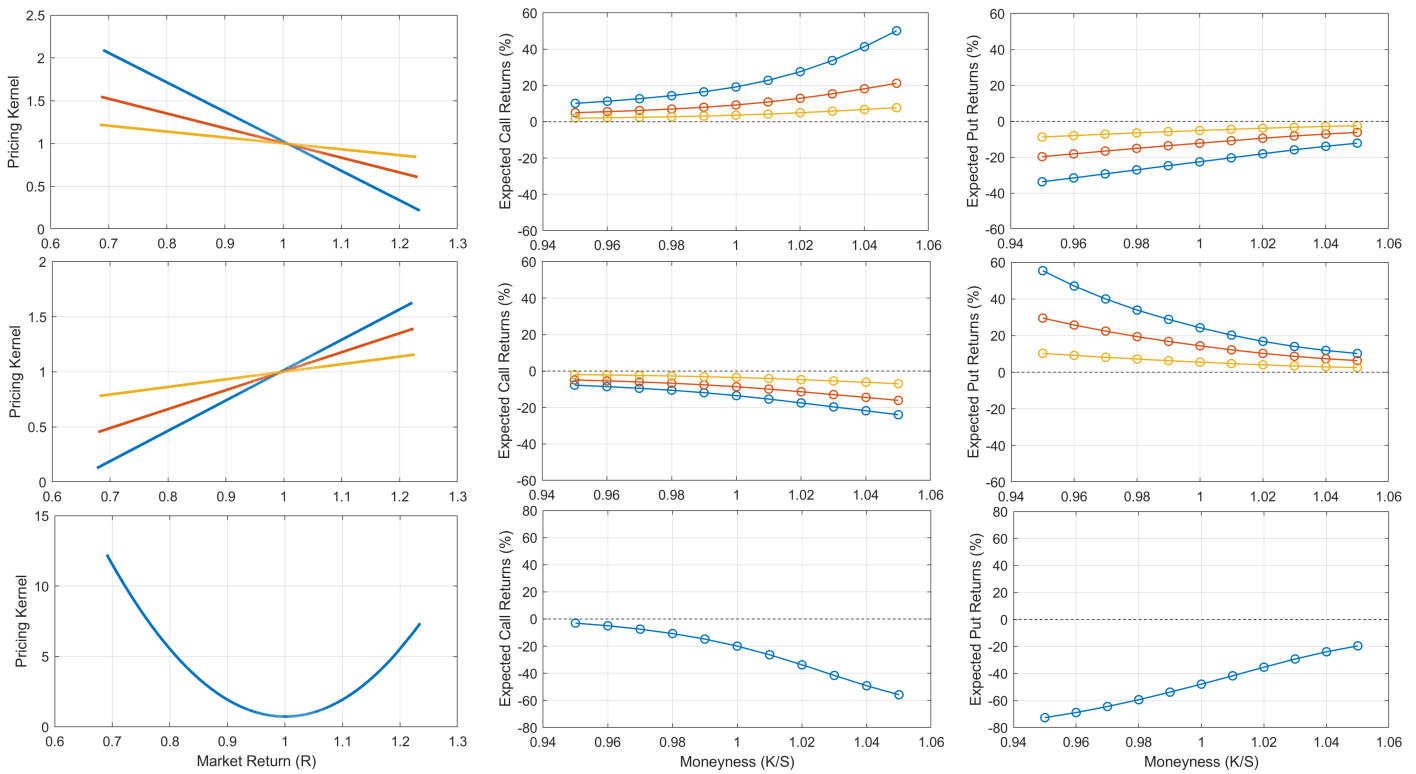 Pricing Kernel
2.5
2
1.5
1
0.5
0
0.6 0.7 0.8 0.9 1 1.1 1.2 1.3
Expected Call Returns (%)
60
40
20
0
-20
-40
-60
0.94 0.96 0.98 1 1.02 1.04 1.06
Expected Put Returns (%)
60
40
20
0
-20
-40
-60
0.94 0.96 0.98 1 1.02 1.04 1.06
Pricing Kernel
2
1.5
1
0.5
0
0.6 0.7 0.8 0.9 1 1.1 1.2 1.3
Expected Call Returns (%)
60
40
20
0
-20
-40
-60
0.94 0.96 0.98 1 1.02 1.04 1.06
Expected Put Returns (%)
60
40
20
0
-20
-40
-60
0.94 0.96 0.98 1 1.02 1.04 1.06
Pricing Kernel
15
10
5
0
0.6 0.7 0.8 0.9 1 1.1 1.2 1.3
Market Return (R)
Expected Call Returns (%)
80
60
40
20
0
-20
-40
-60
-80
0.94 0.96 0.98 1 1.02 1.04 1.06
Moneyness (K/S)
Expected Put Returns (%)
80
60
40
20
0
-20
-40
-60
-80
0.94 0.96 0.98 1 1.02 1.04 1.06
Moneyness (K/S)